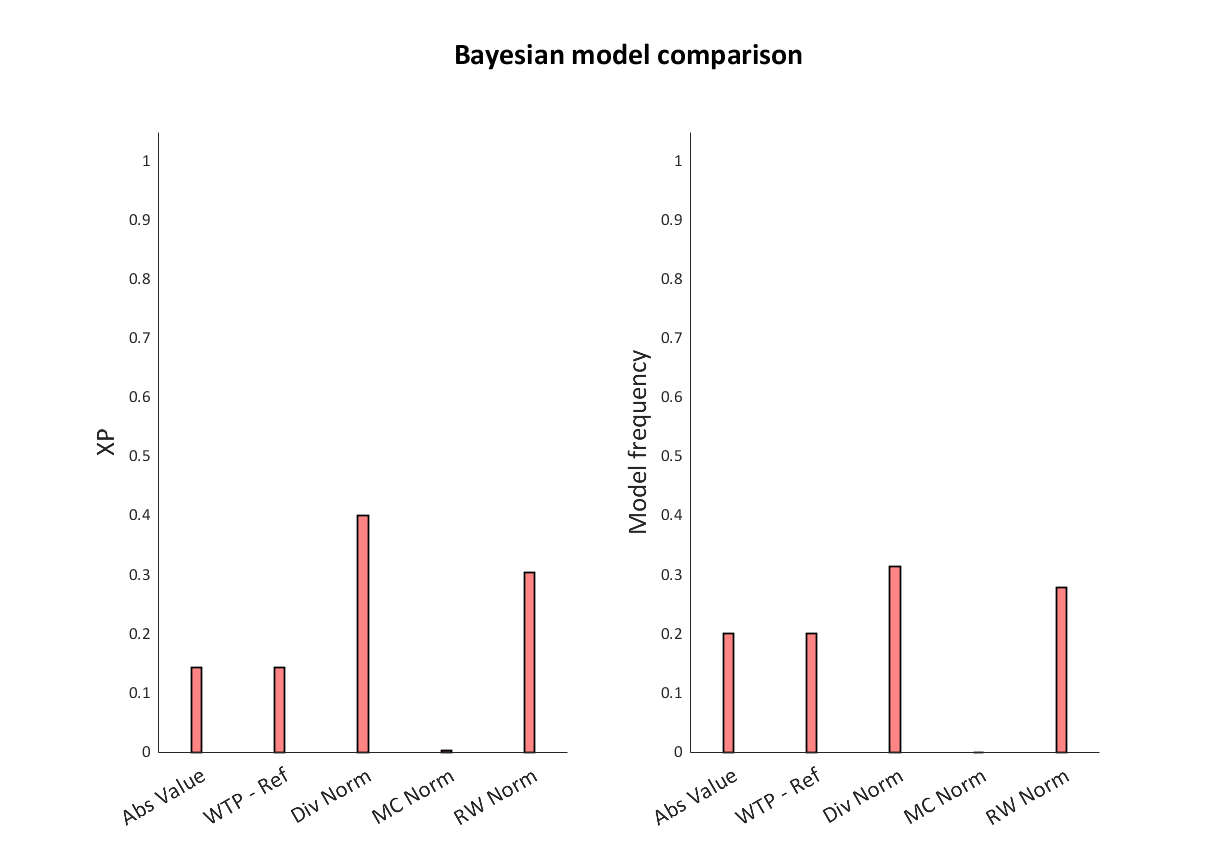 Bayesian model comparison
XP
1
0.9
0.8
0.7
0.6
0.5
0.4
0.3
0.2
0.1
0
Abs Value
WTP - Ref
Div Norm
MC Norm
RW Norm
Model frequency
1
0.9
0.8
0.7
0.6
0.5
0.4
0.3
0.2
0.1
0
Abs Value
WTP - Ref
Div Norm
MC Norm
RW Norm